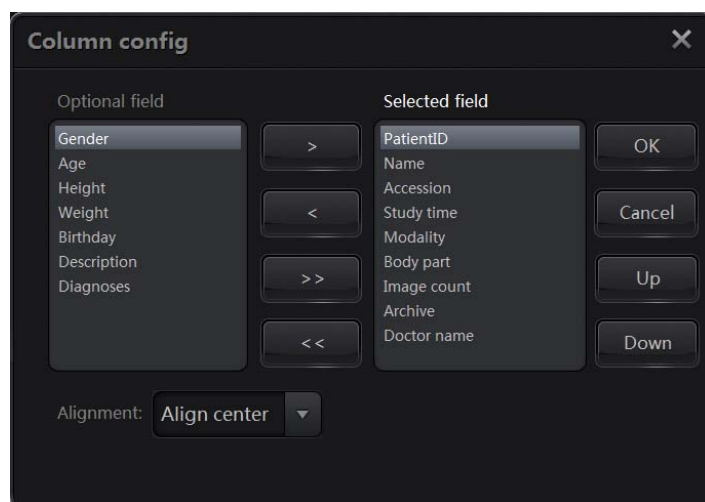 Column config
Optional field
Selected field
Gender
Age
Height
Weight
Birthday
Description
Diagnoses
>
<
>>
<<
PatientID
Name
Accession
Study time
Modality
Body part
Image count
Archive
Doctor name
OK
Cancel
Up
Down
Alignment: Align center